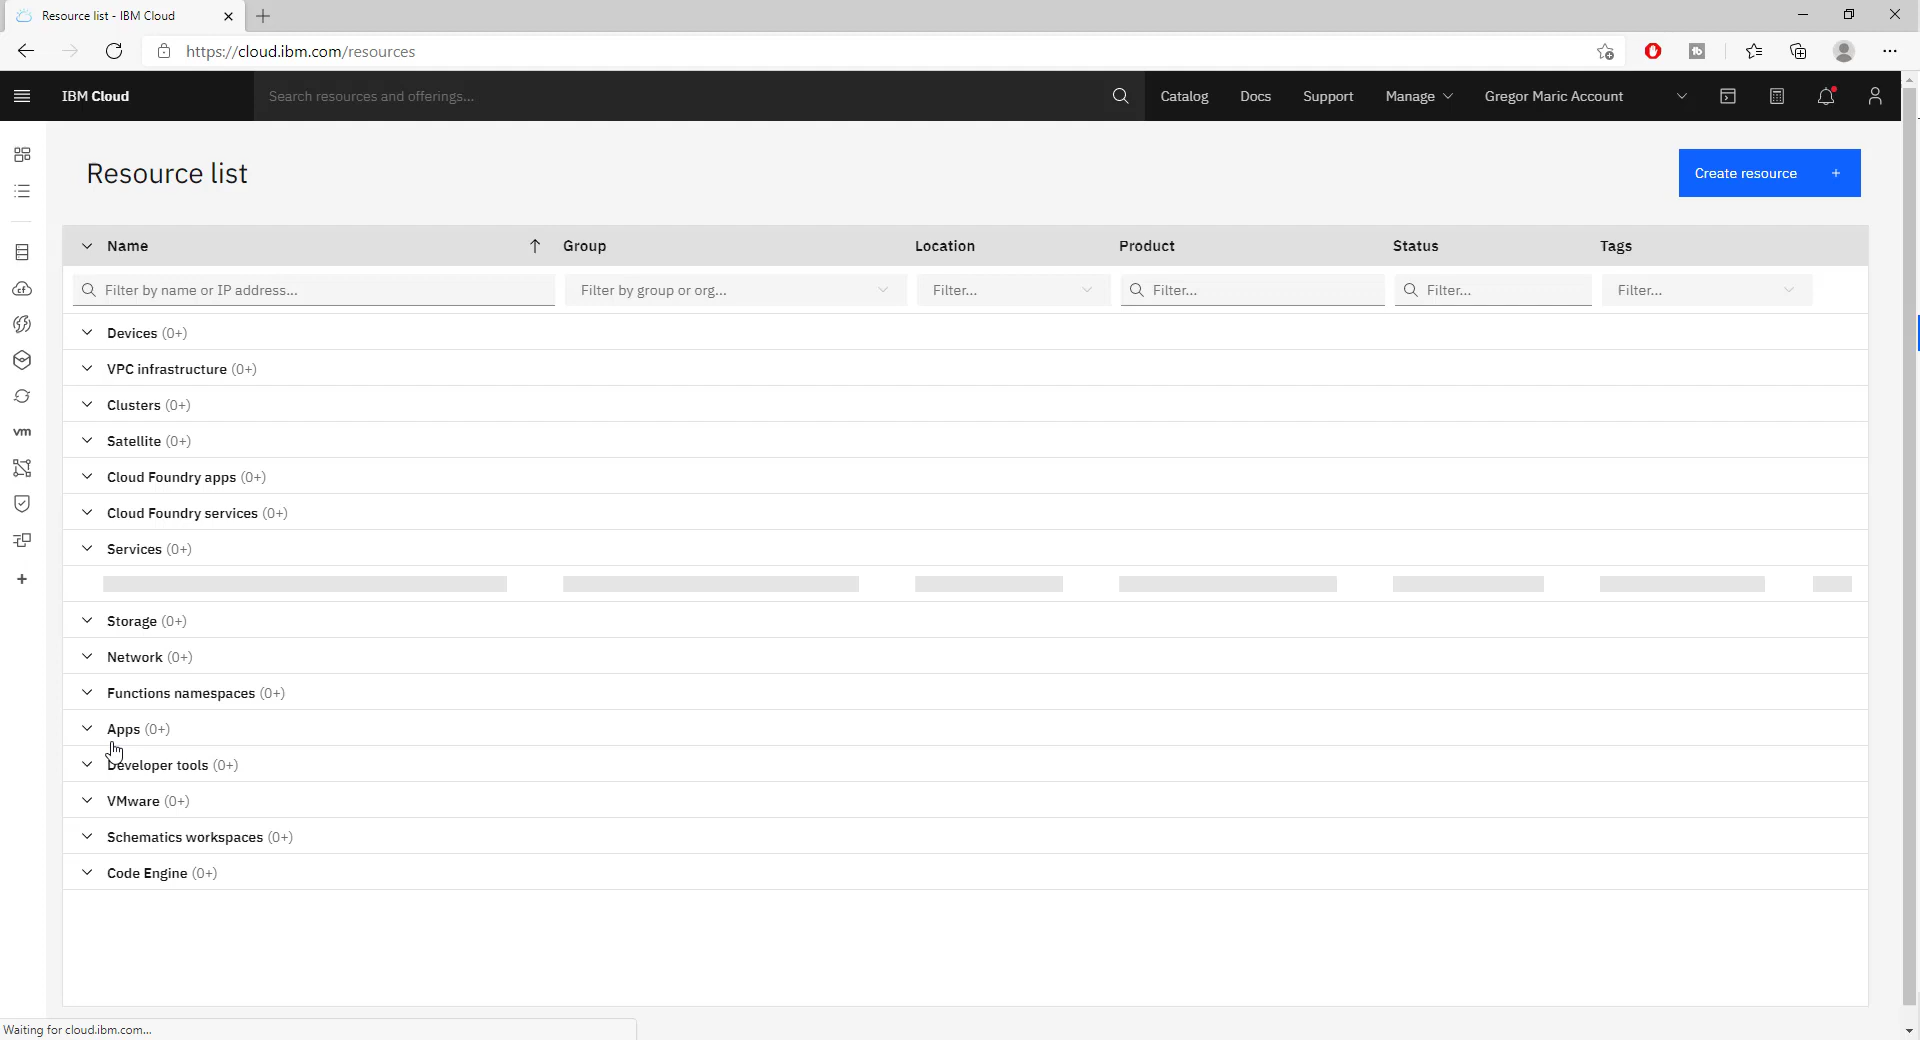 Resource list - IBM Cloud
https://cloud.ibm.com/resources
IBM Cloud
Search resources and offerings...
Catalog
Docs
Support
Manage
Gregor Maric Account
Resource list
Create resource +
Name
Group
Location
Product
Status
Tags
Filter by name or IP address...
Filter by group or org...
Filter...
Filter...
Filter...
Filter...
Devices (0+)
VPC infrastructure (0+)
Clusters (0+)
Satellite (0+)
Cloud Foundry apps (0+)
Cloud Foundry services (0+)
Services (0+)
Storage (0+)
Network (0+)
Functions namespaces (0+)
Apps (0+)
Developer tools (0+)
VMware (0+)
Schematics workspaces (0+)
Code Engine (0+)
cf
vm
Waiting for cloud.ibm.com...